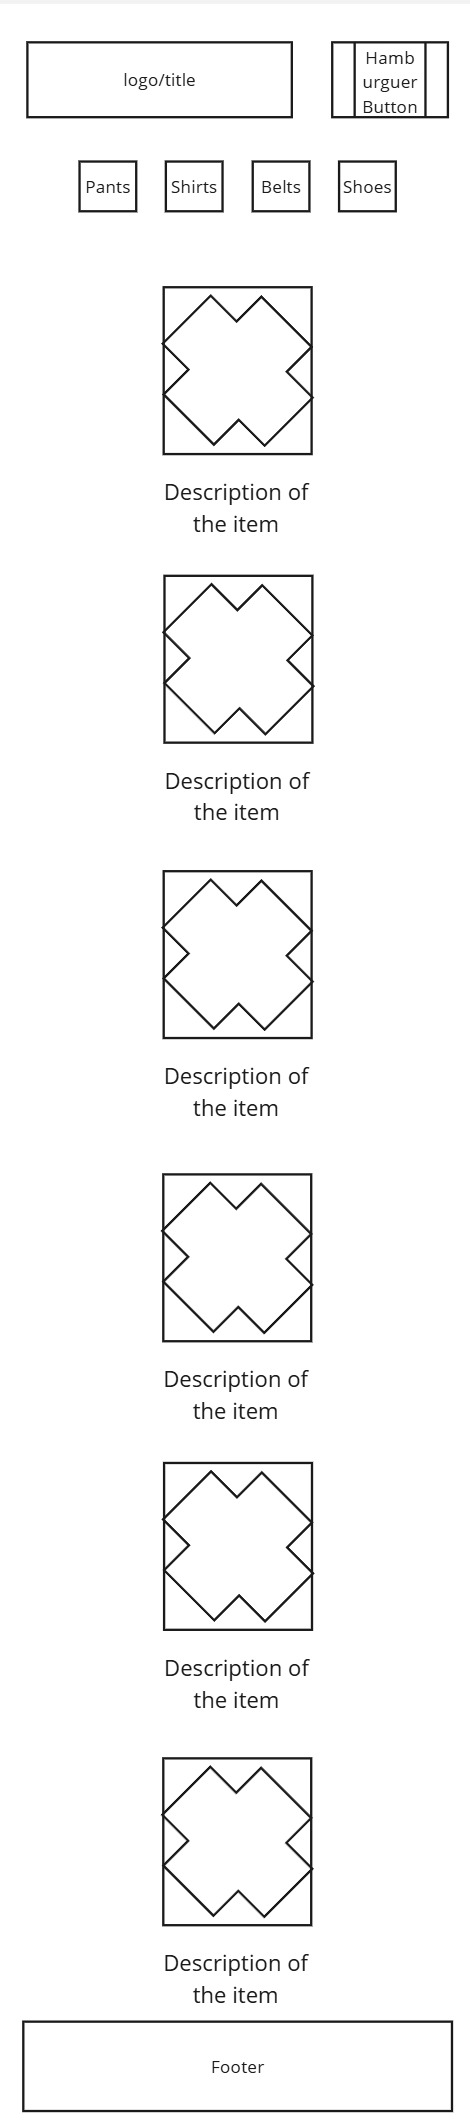 logo/title
Hamb
urguer
Button
Pants
Shirts
Belts
Shoes
Description of
the item
Description of
the item
Description of
the item
Description of
the item
Description of
the item
Description of
the item
Footer